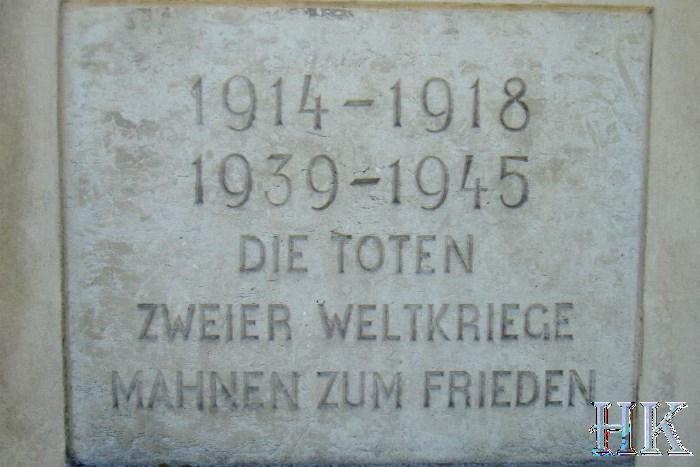 1914-1918
1939-1945
DIE TOTEN
ZWEIER WELTKRIEGE
MAHNEN ZUM FRIEDEN
HK